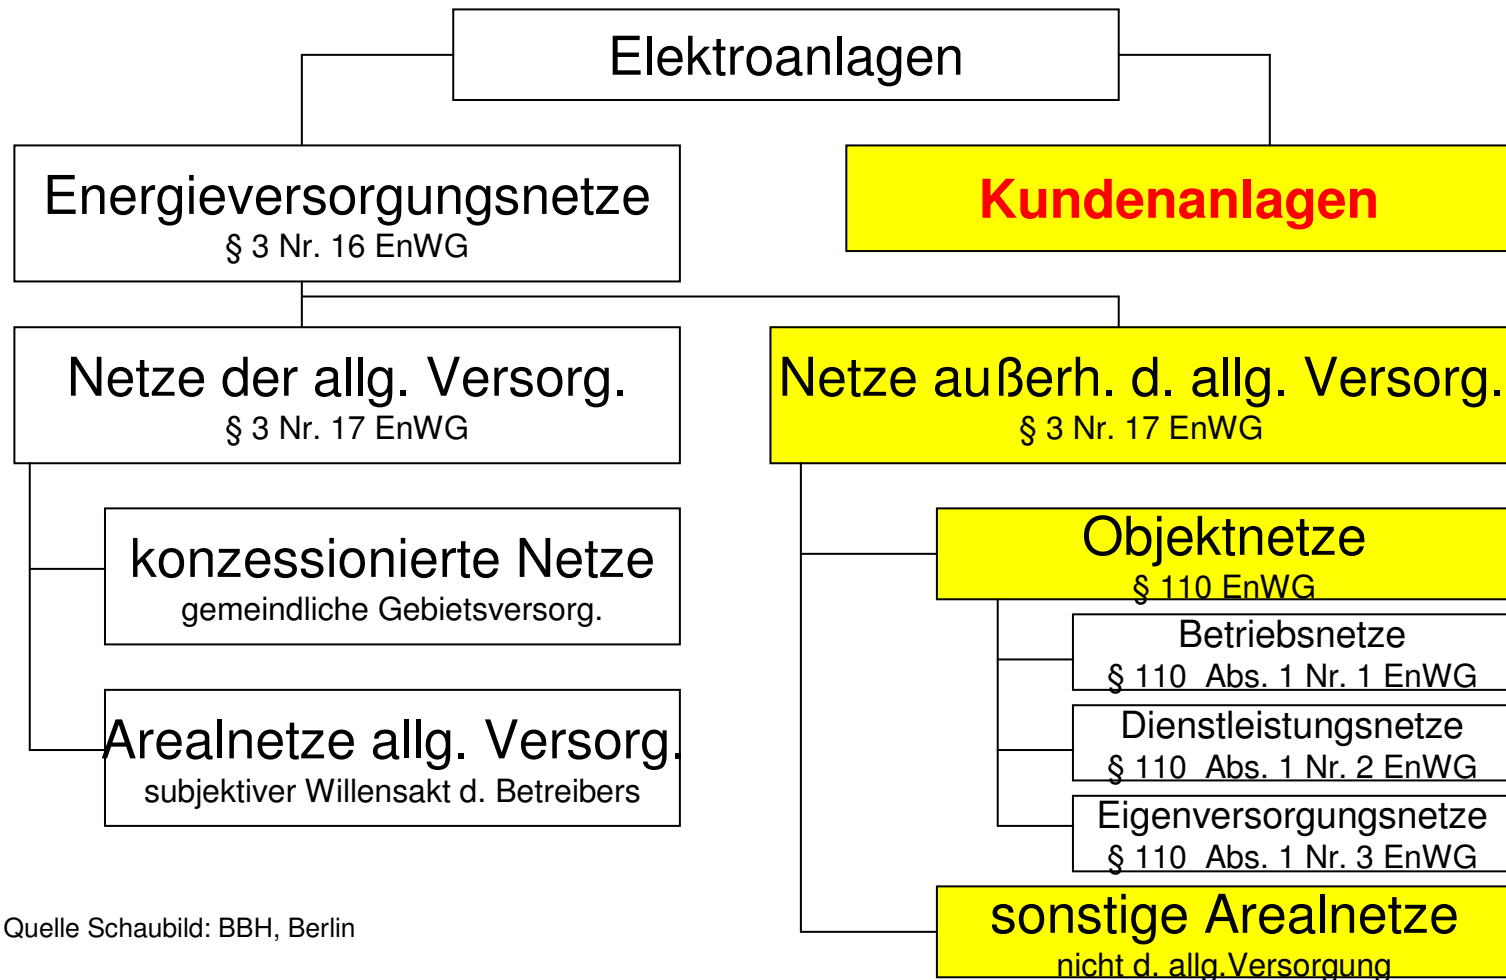 Elektroanlagen
Energieversorgungsnetze
§ 3 Nr. 16 EnWG
Kundenanlagen
Netze der allg. Versorg.
§ 3 Nr. 17 EnWG
Netze außerh. d. allg. Versorg.
§ 3 Nr. 17 EnWG
konzessionierte Netze
gemeindliche Gebietsversorg.
Arealnetze allg. Versorg.
subjektiver Willensakt d. Betreibers
Objektnetze
§ 110 EnWG
Betriebsnetze
§ 110 Abs. 1 Nr. 1 EnWG
Dienstleistungsnetze
§ 110 Abs. 1 Nr. 2 EnWG
Eigenversorgungsnetze
§ 110 Abs. 1 Nr. 3 EnWG
sonstige Arealnetze
nicht d. allg.Versorgung
Quelle Schaubild: BBH, Berlin